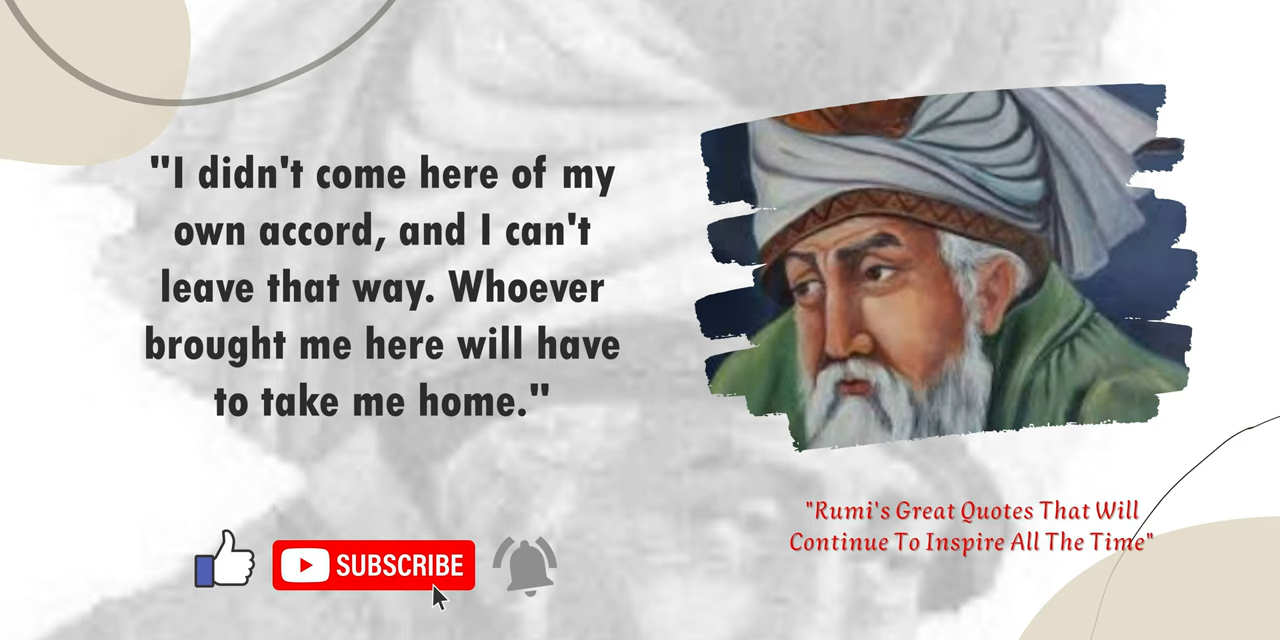 "I didn't come here of my
own accord, and I can't
leave that way. Whoever
brought me here will have
to take me home."
SUBSCRIBE
"Rumi's Great Quotes That Will
Continue To Inspire All The Time"